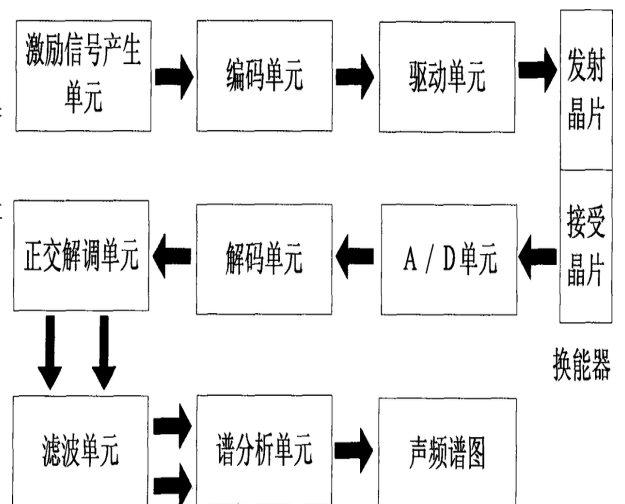 激励信号产生
单元
编码单元
驱动单元
发射
晶片
正交解调单元
解码单元
A / D单元
接受
晶片
换能器
滤波单元
谱分析单元
声频谱图